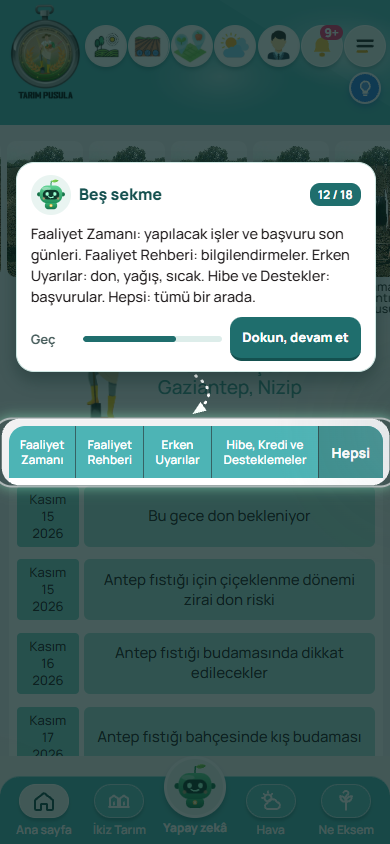 9+
TARIM PUSULA
Beş sekme
12 / 18
Faaliyet Zamanı: yapılacak işler ve başvuru son
günleri. Faaliyet Rehberi: bilgilendirmeler. Erken
Uyarılar: don, yağış, sıcak. Hibe ve Destekler:
başvurular. Hepsi: tümü bir arada.
Geç
Dokun, devam et
Gaziantep, Nizip
Faaliyet
Zamanı
Faaliyet
Rehberi
Erken
Uyarılar
Hibe, Kredi ve
Desteklemeler
Hepsi
Kasım
15
2026
Bu gece don bekleniyor
Kasım
15
2026
Antep fıstığı için çiçeklenme dönemi
zirai don riski
Kasım
16
2026
Antep fıstığı budamasında dikkat
edilecekler
Kasım
17
2026
Antep fıstığı bahçesinde kış budaması
Ana sayfa
İkiz Tarım
Yapay zekâ
Hava
Ne Eksem